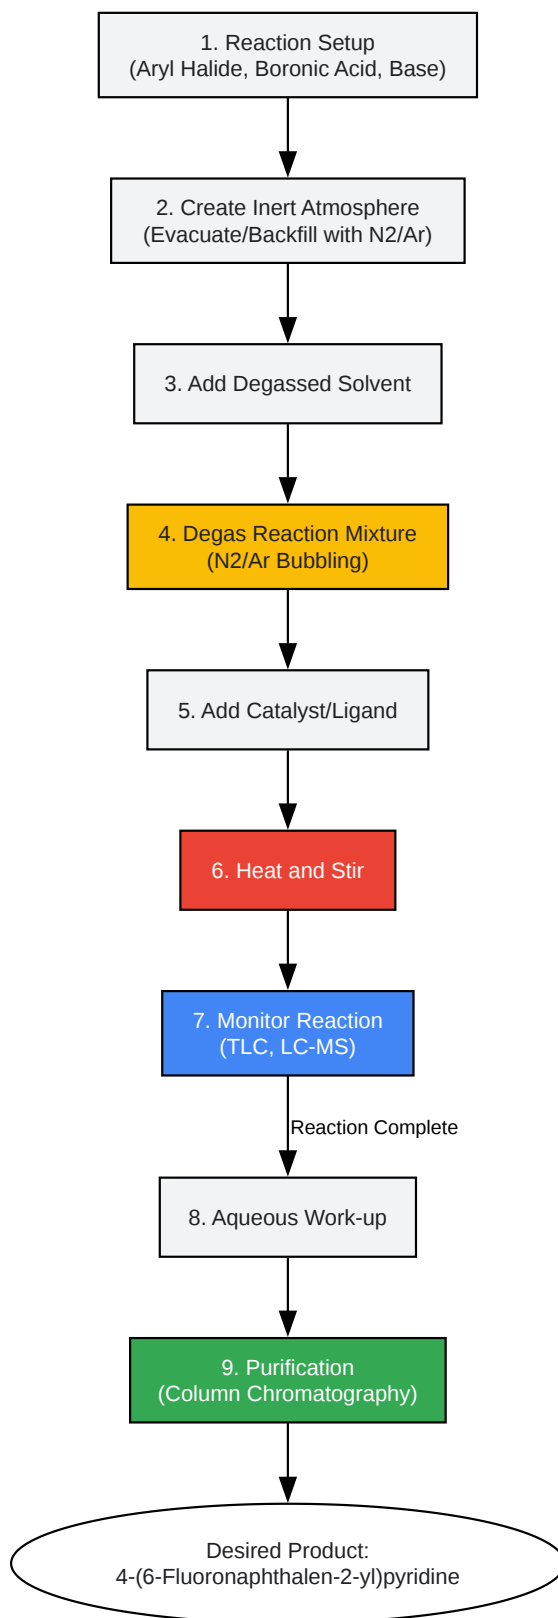 1. Reaction Setup
(Aryl Halide, Boronic Acid, Base)
2. Create Inert Atmosphere
(Evacuate/Backfill with N2/Ar)
3. Add Degassed Solvent
4. Degas Reaction Mixture
(N2/Ar Bubbling)
5. Add Catalyst/Ligand
6. Heat and Stir
7. Monitor Reaction
(TLC, LC-MS)
Reaction Complete
8. Aqueous Work-up
9. Purification
(Column Chromatography)
Desired Product:
4-(6-Fluoronaphthalen-2-yl)pyridine